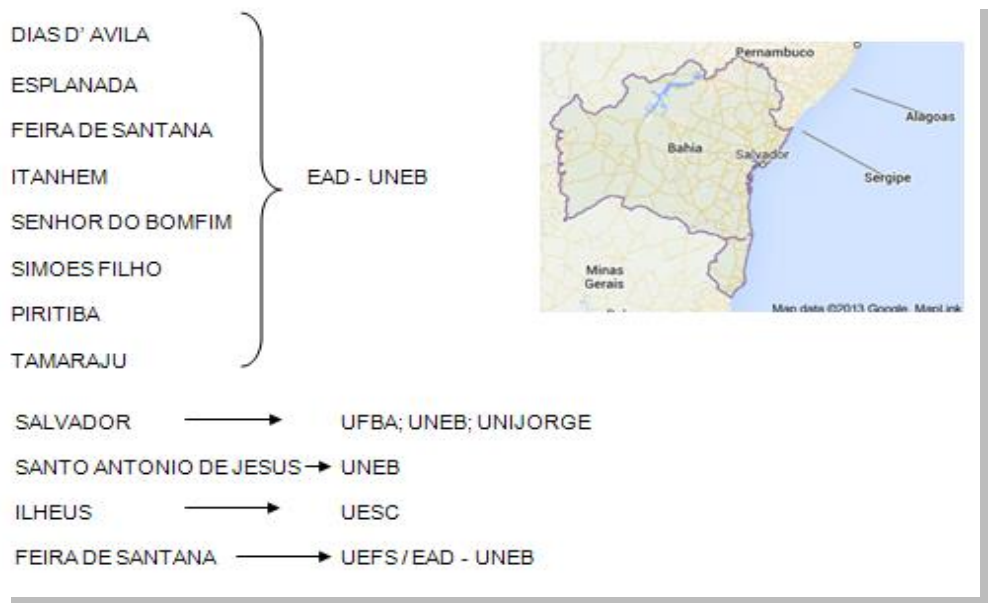 DIAS D' AVILA
ESPLANADA
FEIRA DE SANTANA
ITANHEM
SENHOR DO BOMFIM
SIMOES FILHO
PIRITIBA
TAMARAJU
EAD - UNEB
Pernambuco
Alagoas
Bahia
Salvador
Sergipe
Minas
Gerais
Map data ©2013 Google, MapLink
SALVADOR UFBA; UNEB; UNIJORGE
SANTO ANTONIO DE JESUS UNEB
ILHEUS UESC
FEIRA DE SANTANA UEFS / EAD - UNEB